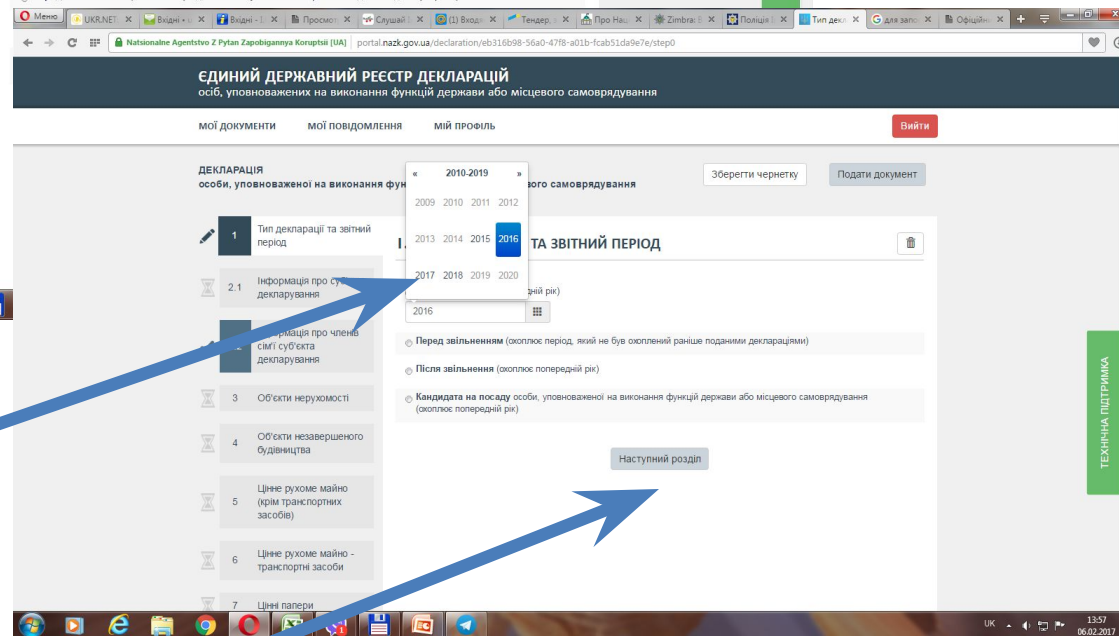 Меню
UKR.NET
Вхідні
Вхідні - І
Просмот
Слушай
(1) Входя
Тендер,
Про На
Zimbra: В
Поліція
Тип декл
для запо
Офіційн
Natsionalne Agentstvo Z Pytan Zapobigannya Koruptsii [UA] portal.nazk.gov.ua/declaration/eb316b98-56a0-47f8-a01b-fcab51da9e7e/step0
ЄДИНИЙ ДЕРЖАВНИЙ РЕЄСТР ДЕКЛАРАЦІЙ
осіб, уповноважених на виконання функцій держави або місцевого самоврядування
МОЇ ДОКУМЕНТИ МОЇ ПОВІДОМЛЕННЯ МІЙ ПРОФІЛЬ Вийти
ДЕКЛАРАЦІЯ
особи, уповноваженої на виконання фун ого самоврядування
Зберегти чернетку Подати документ
« 2010-2019 »
2009 2010 2011 2012
2013 2014 2015 2016
2017 2018 2019 2020
1 Тип декларації та звітний
період
ТА ЗВІТНИЙ ПЕРІОД
2.1 Інформація про суб
декларування
дній рік)
2016
Інформація про членів
сім'ї суб'єкта
декларування
Перед звільненням (охоплює період, який не був охоплений раніше поданими деклараціями)
Після звільнення (охоплює попередній рік)
Кандидата на посаду особи, уповноваженої на виконання функцій держави або місцевого самоврядування
(охоплює попередній рік)
3 Об'єкти нерухомості
4 Об'єкти незавершеного
будівництва
Наступний розділ
5 Цінне рухоме майно
(крім транспортних
засобів)
6 Цінне рухоме майно -
транспортні засоби
7 Цінні папери
ТЕХНІЧНА ПІДТРИМКА
UK
13:57
06.02.2017